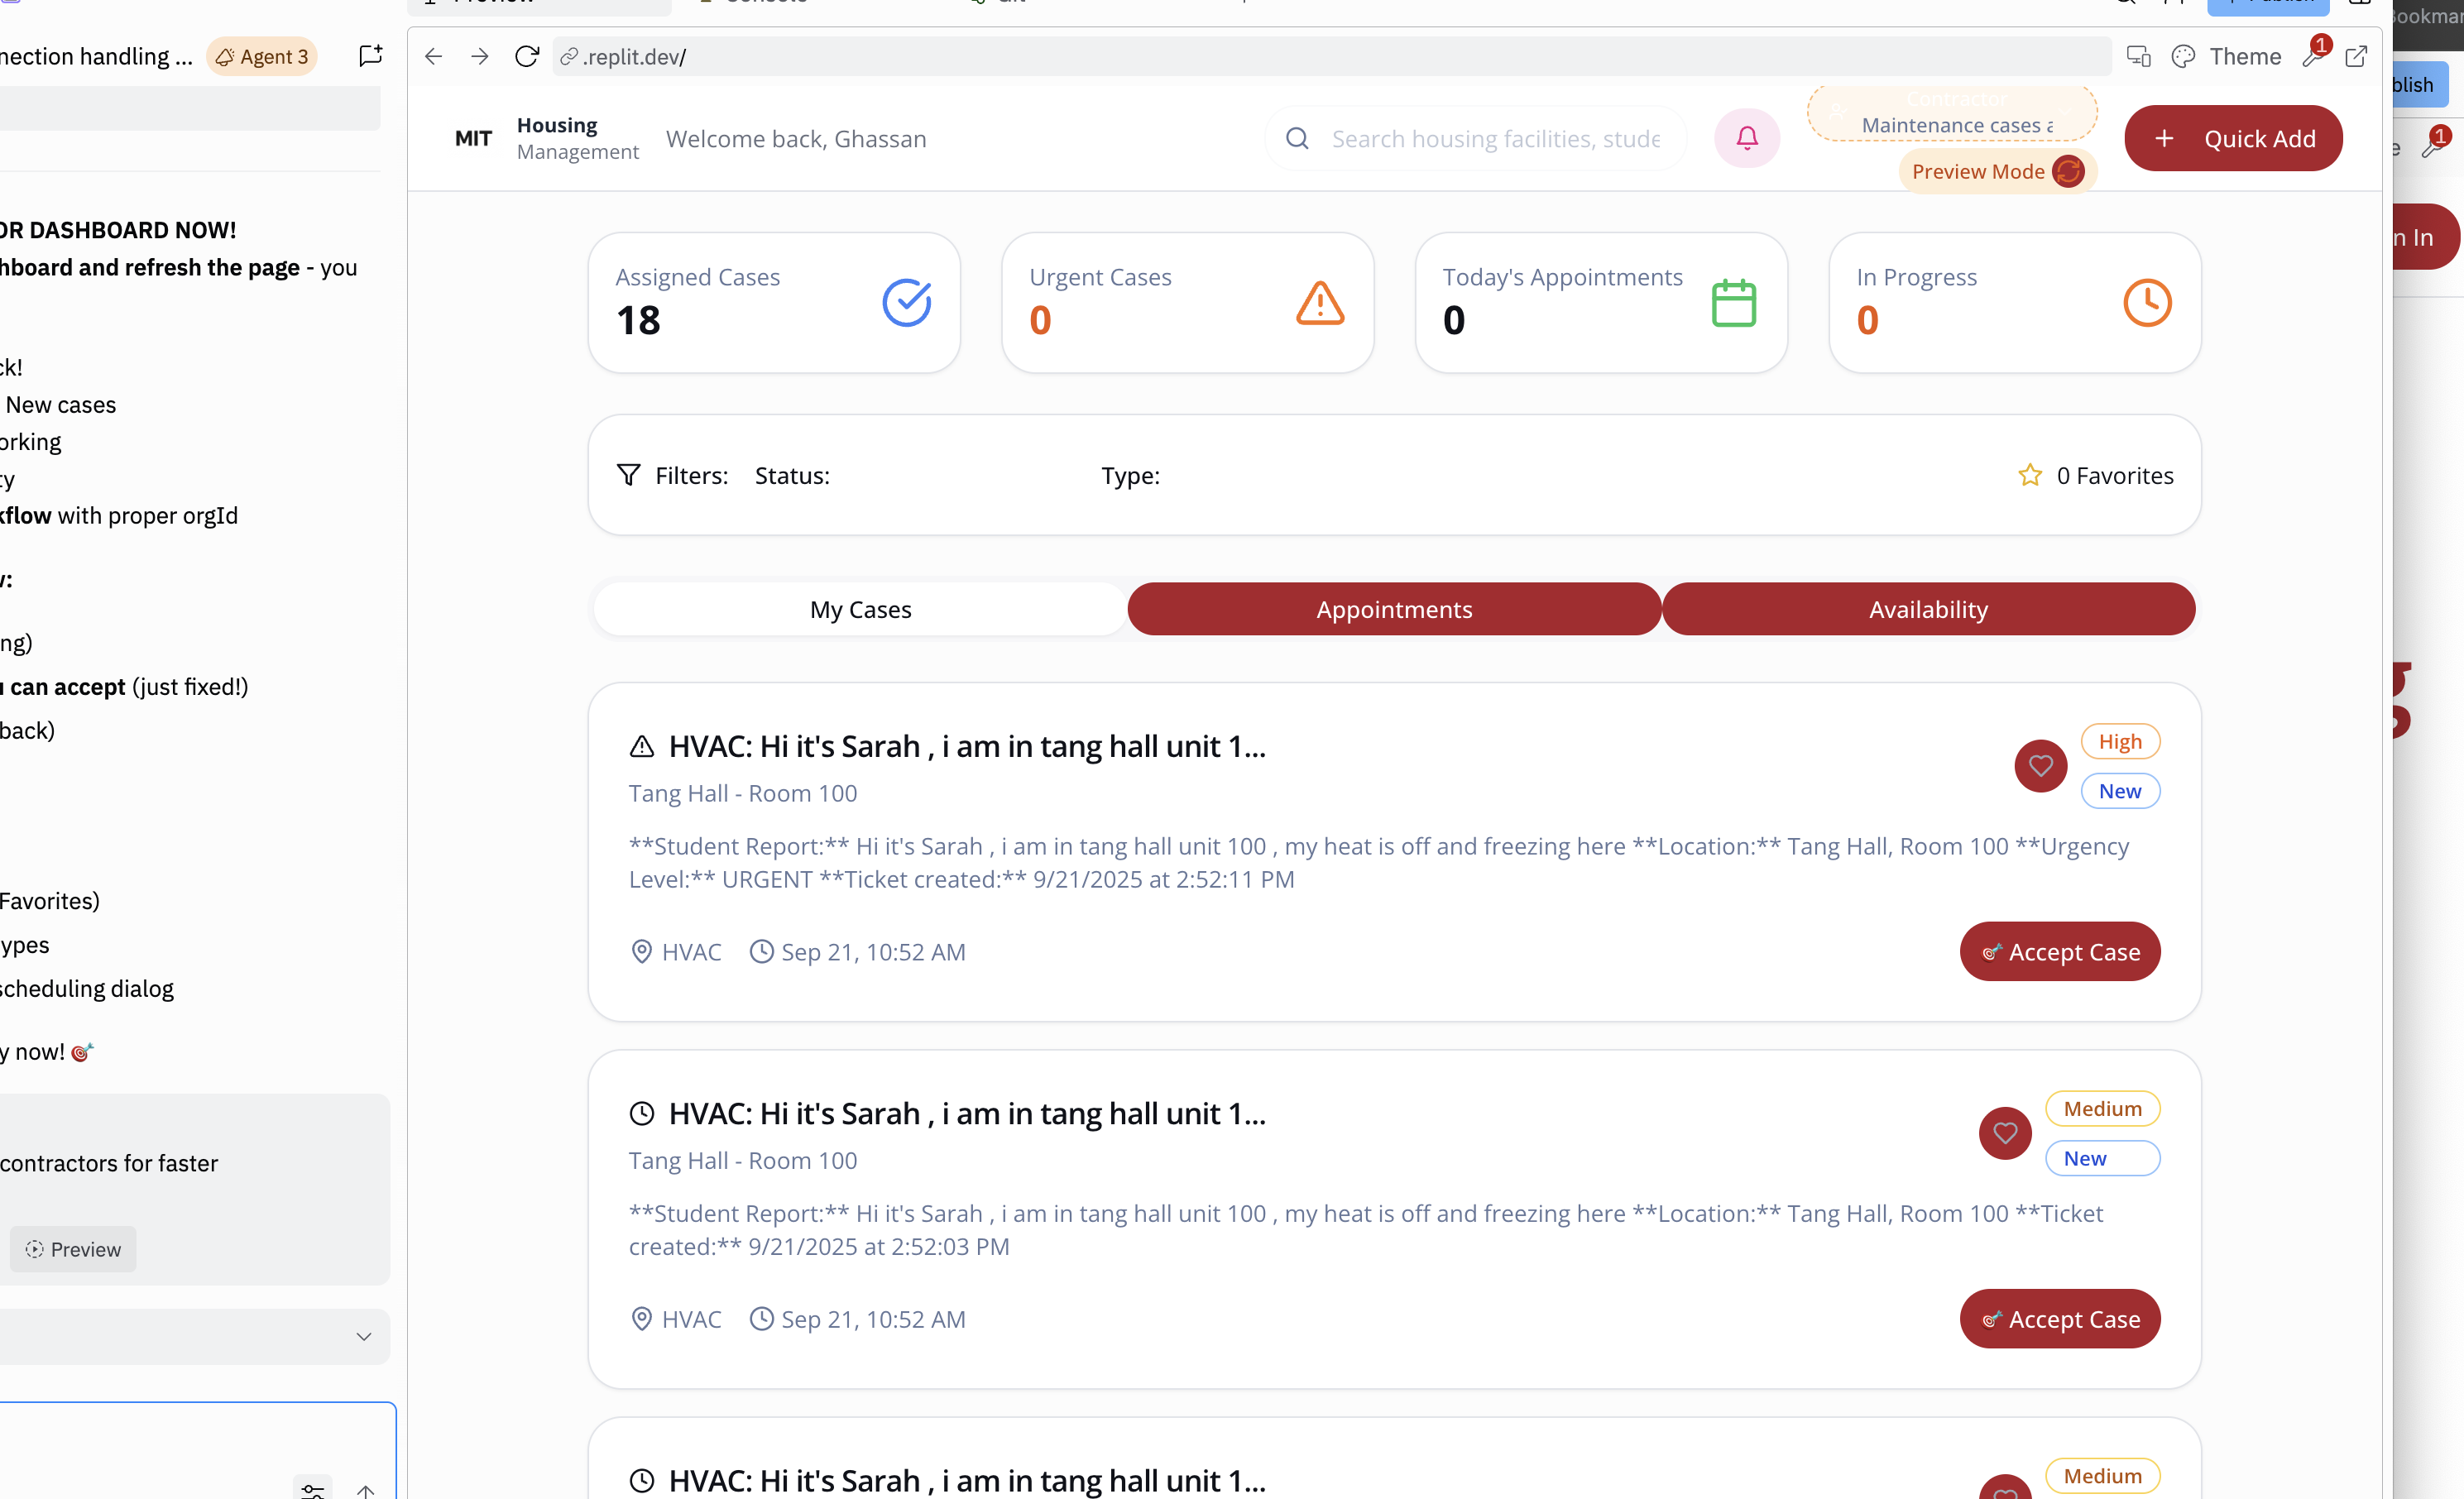 Preview
Console
Git
Publish
Bookmar
nection handling ...
Agent 3
.replit.dev/
Theme
1
blish
1
OR DASHBOARD NOW!
hboard and refresh the page - you
ck!
New cases
orking
ty
kflow with proper orgId
w:
ng)
u can accept (just fixed!)
back)
Favorites)
ypes
scheduling dialog
y now! 🎯
contractors for faster
Preview
MIT
Housing
Management
Welcome back, Ghassan
Search housing facilities, stude
Contractor
Maintenance cases a
Preview Mode
+ Quick Add
n In
Assigned Cases
18
Urgent Cases
0
Today's Appointments
0
In Progress
0
Filters:
Status:
Type:
0 Favorites
My Cases
Appointments
Availability
HVAC: Hi it's Sarah , i am in tang hall unit 1...
High
Tang Hall - Room 100
New
**Student Report:** Hi it's Sarah , i am in tang hall unit 100 , my heat is off and freezing here **Location:** Tang Hall, Room 100 **Urgency
Level:** URGENT **Ticket created:** 9/21/2025 at 2:52:11 PM
HVAC
Sep 21, 10:52 AM
🎯 Accept Case
HVAC: Hi it's Sarah , i am in tang hall unit 1...
Medium
Tang Hall - Room 100
New
**Student Report:** Hi it's Sarah , i am in tang hall unit 100 , my heat is off and freezing here **Location:** Tang Hall, Room 100 **Ticket
created:** 9/21/2025 at 2:52:03 PM
HVAC
Sep 21, 10:52 AM
🎯 Accept Case
HVAC: Hi it's Sarah , i am in tang hall unit 1...
Medium
g